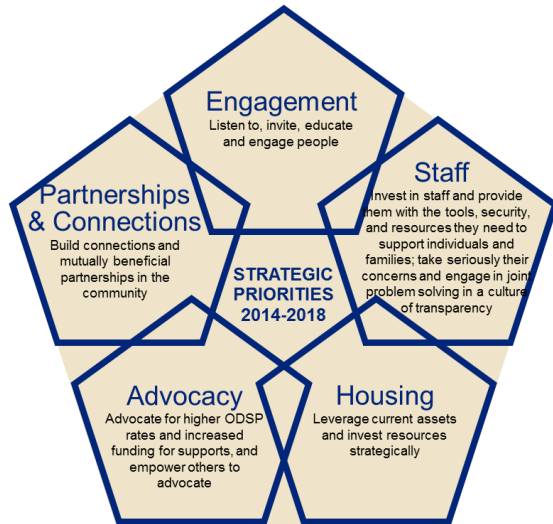 Engagement
Listen to, invite, educate
and engage people
Partnerships
& Connections
Build connections and
mutually beneficial
partnerships in the
community
Staff
Invest in staff and provide
them with the tools, security,
and resources they need to
support individuals and
families; take seriously their
concerns and engage in joint
problem solving in a culture
of transparency
STRATEGIC
PRIORITIES
2014-2018
Advocacy
Advocate for higher ODSP
rates and increased
funding for supports, and
empower others to
advocate
Housing
Leverage current assets
and invest resources
strategically